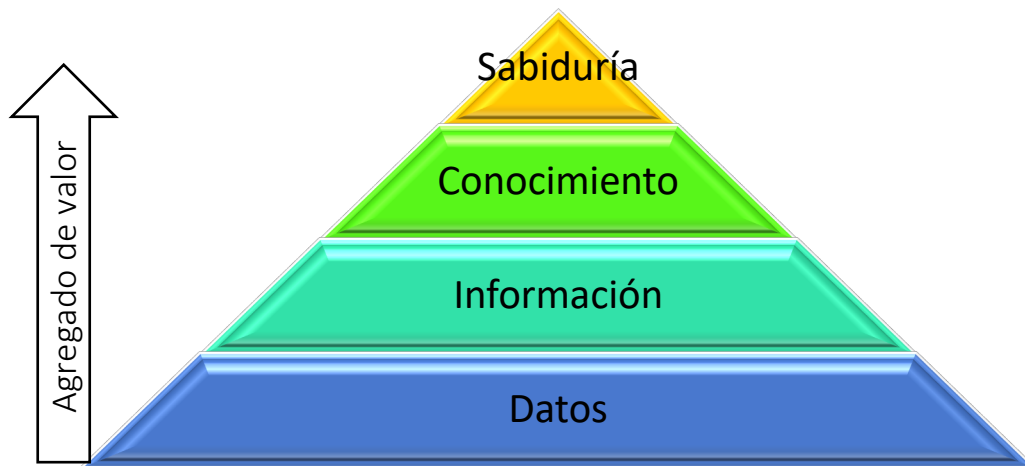 Sabiduría
Conocimiento
Información
Datos
Agregado de valor